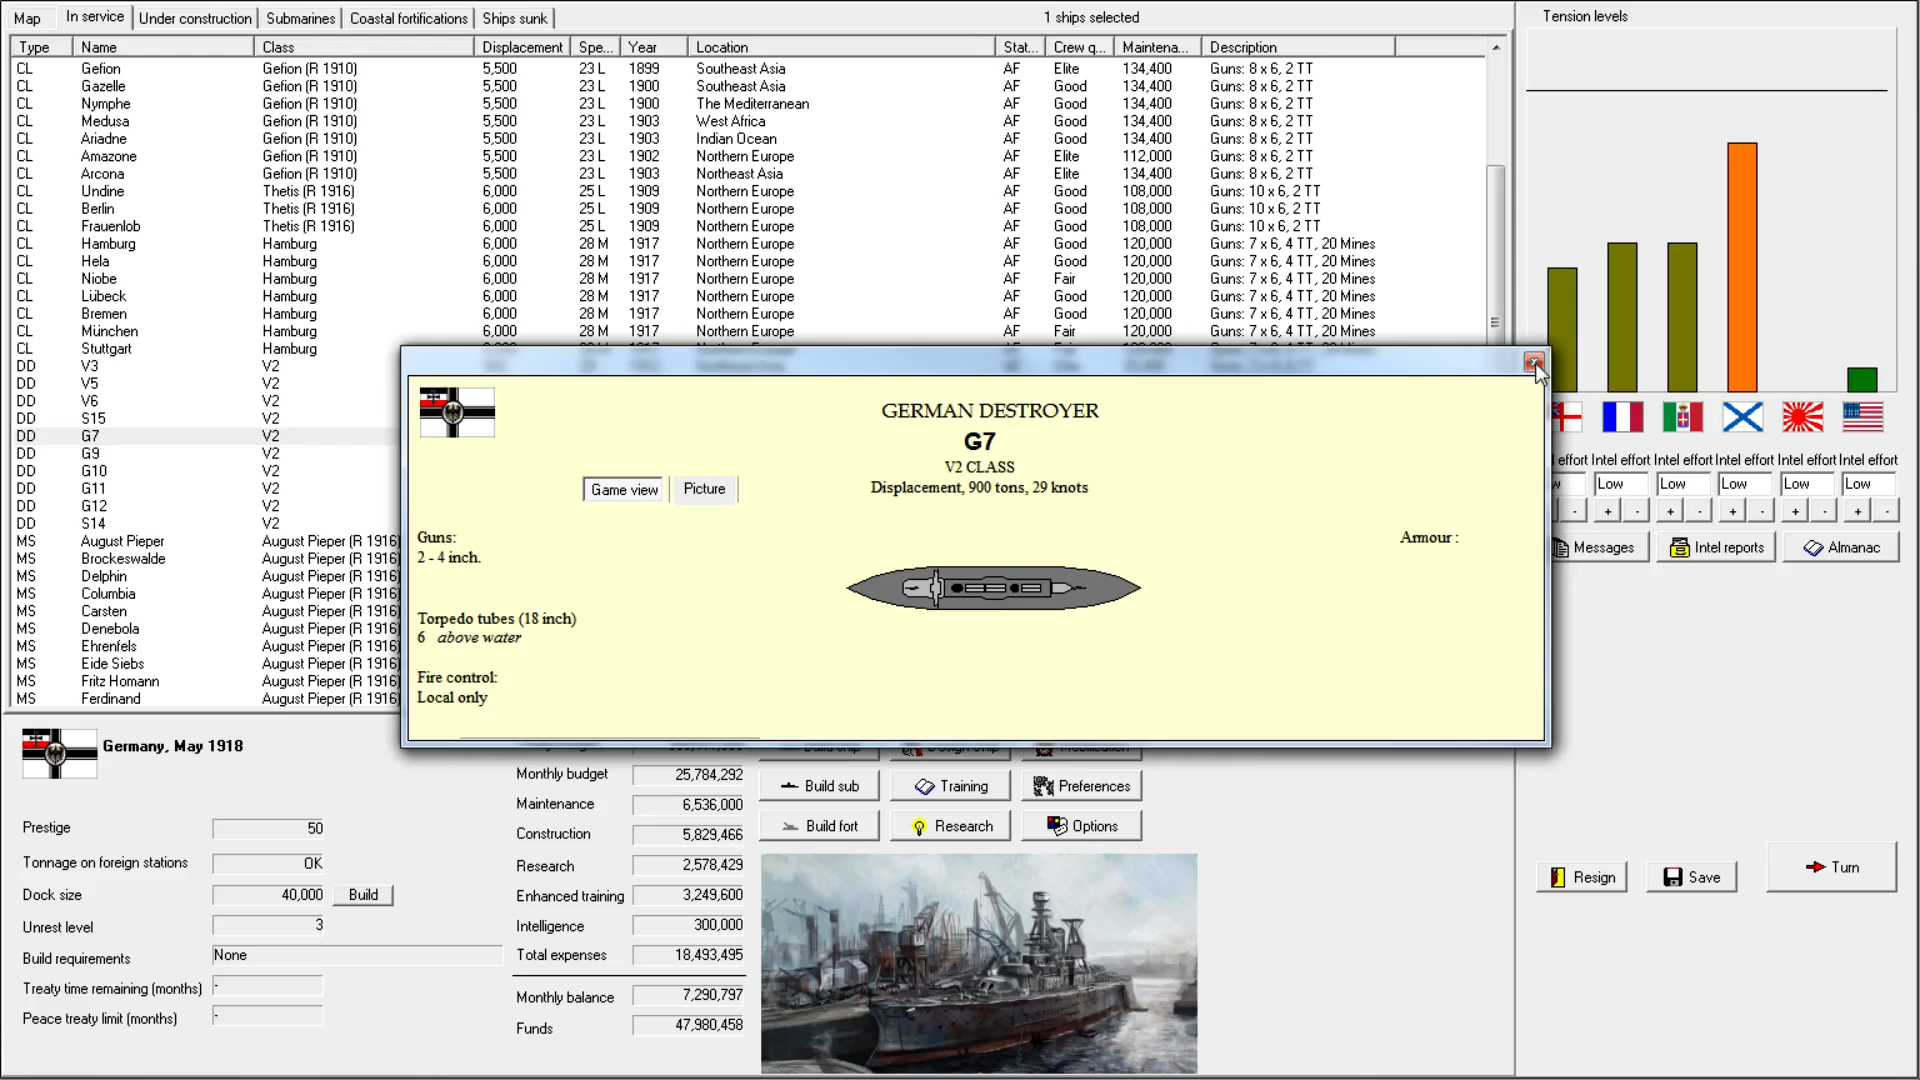 Map In service Under construction Submarines Coastal fortifications Ships sunk 1 ships selected Tension levels
Type Name Class Displacement Spe... Year Location Stat... Crew q... Maintena... Description
CL Gefion Gefion (R 1910) 5,500 23 L 1899 Southeast Asia AF Elite 134,400 Guns: 8 x 6, 2 TT
CL Gazelle Gefion (R 1910) 5,500 23 L 1900 Southeast Asia AF Good 134,400 Guns: 8 x 6, 2 TT
CL Nymphe Gefion (R 1910) 5,500 23 L 1900 The Mediterranean AF Good 134,400 Guns: 8 x 6, 2 TT
CL Medusa Gefion (R 1910) 5,500 23 L 1903 West Africa AF Good 134,400 Guns: 8 x 6, 2 TT
CL Ariadne Gefion (R 1910) 5,500 23 L 1903 Indian Ocean AF Good 134,400 Guns: 8 x 6, 2 TT
CL Amazone Gefion (R 1910) 5,500 23 L 1902 Northern Europe AF Elite 112,000 Guns: 8 x 6, 2 TT
CL Arcona Gefion (R 1910) 5,500 23 L 1903 Northeast Asia AF Elite 134,400 Guns: 8 x 6, 2 TT
CL Undine Thetis (R 1916) 6,000 25 L 1909 Northern Europe AF Good 108,000 Guns: 10 x 6, 2 TT
CL Berlin Thetis (R 1916) 6,000 25 L 1909 Northern Europe AF Good 108,000 Guns: 10 x 6, 2 TT
CL Frauenlob Thetis (R 1916) 6,000 25 L 1909 Northern Europe AF Good 108,000 Guns: 10 x 6, 2 TT
CL Hamburg Hamburg 6,000 28 M 1917 Northern Europe AF Good 120,000 Guns: 7 x 6, 4 TT, 20 Mines
CL Hela Hamburg 6,000 28 M 1917 Northern Europe AF Good 120,000 Guns: 7 x 6, 4 TT, 20 Mines
CL Niobe Hamburg 6,000 28 M 1917 Northern Europe AF Fair 120,000 Guns: 7 x 6, 4 TT, 20 Mines
CL Lübeck Hamburg 6,000 28 M 1917 Northern Europe AF Good 120,000 Guns: 7 x 6, 4 TT, 20 Mines
CL Bremen Hamburg 6,000 28 M 1917 Northern Europe AF Good 120,000 Guns: 7 x 6, 4 TT, 20 Mines
CL München Hamburg 6,000 28 M 1917 Northern Europe AF Fair 120,000 Guns: 7 x 6, 4 TT, 20 Mines
CL Stuttgart Hamburg
DD V3 V2
DD V5 V2
DD V6 V2
DD S15 V2
DD G7 V2
DD G9 V2
DD G10 V2
DD G11 V2
DD G12 V2
DD S14 V2
MS August Pieper August Pieper (R 1916)
MS Brockeswalde August Pieper (R 1916)
MS Delphin August Pieper (R 1916)
MS Columbia August Pieper (R 1916)
MS Carsten August Pieper (R 1916)
MS Denebola August Pieper (R 1916)
MS Ehrenfels August Pieper (R 1916)
MS Eide Siebs August Pieper (R 1916)
MS Fritz Homann August Pieper (R 1916)
MS Ferdinand August Pieper (R 1916)
GERMAN DESTROYER
G7
V2 CLASS
Displacement, 900 tons, 29 knots
Game view Picture
Guns:
2 - 4 inch.
Armour :
Torpedo tubes (18 inch)
6 above water
Fire control:
Local only
effort Intel effort Intel effort Intel effort Intel effort Intel effort
Low Low Low Low Low
- + - + - + - + - + -
Messages Intel reports Almanac
Germany, May 1918
Prestige 50
Tonnage on foreign stations OK
Dock size 40,000 Build
Unrest level 3
Build requirements None
Treaty time remaining (months) -
Peace treaty limit (months) -
Monthly budget 25,784,292
Maintenance 6,536,000
Construction 5,829,466
Research 2,578,429
Enhanced training 3,249,600
Intelligence 300,000
Total expenses 18,493,495
Monthly balance 7,290,797
Funds 47,980,458
Build sub Training Preferences
Build fort Research Options
Resign Save Turn